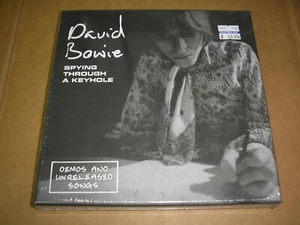 David
Bowie
SPYING
THROUGH
A KEYHOLE
DEMOS AND
UNRELEASED
SONGS